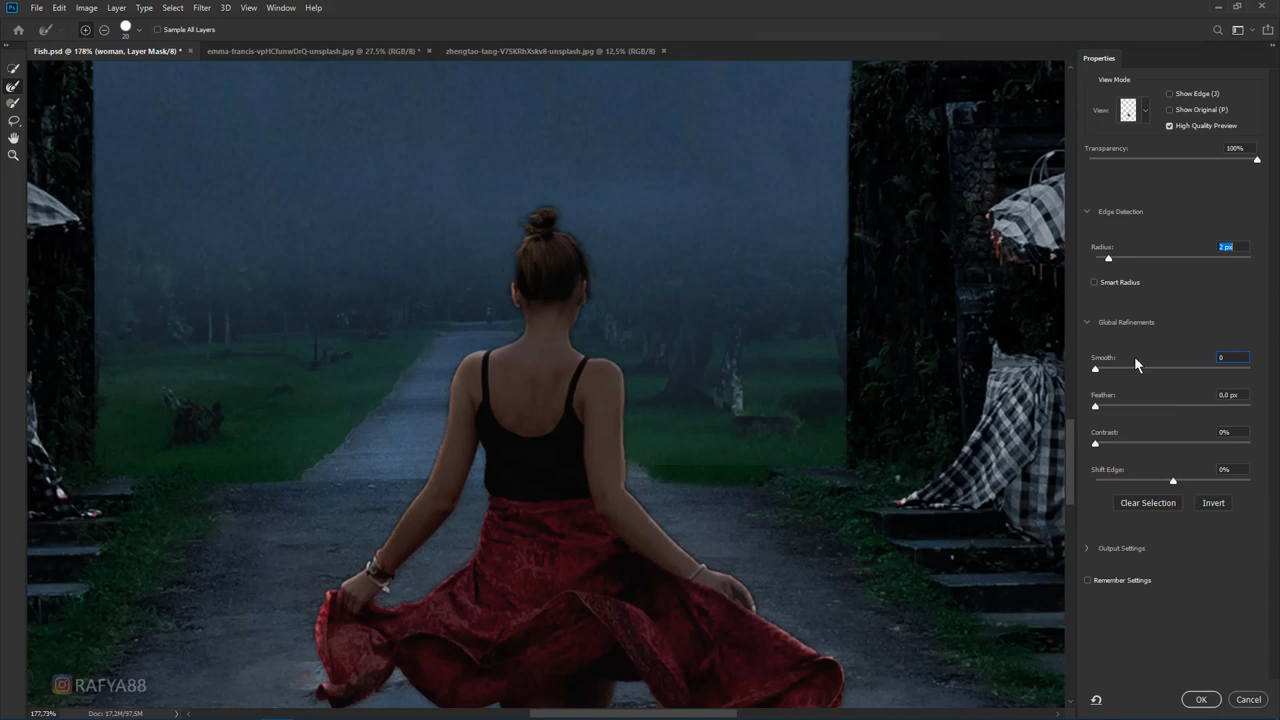 Ps File Edit Image Layer Type Select Filter 3D View Window Help
20 Sample All Layers
Fish.psd @ 178% (woman, Layer Mask/8) * × emma-francis-vpHCfunwDrQ-unsplash.jpg @ 27,5% (RGB/8) * × zhengtao-tang-V7SKRhXskv8-unsplash.jpg @ 12,5% (RGB/8) ×
Properties
View Mode
Show Edge (J)
View:
Show Original (P)
High Quality Preview
Transparency: 100%
Edge Detection
Radius: 2 px
Smart Radius
Global Refinements
Smooth: 0
Feather: 0,0 px
Contrast: 0%
Shift Edge: 0%
Clear Selection Invert
Output Settings
Remember Settings
RAFYA88
OK Cancel
177,73% Doc: 17,2M/97,5M